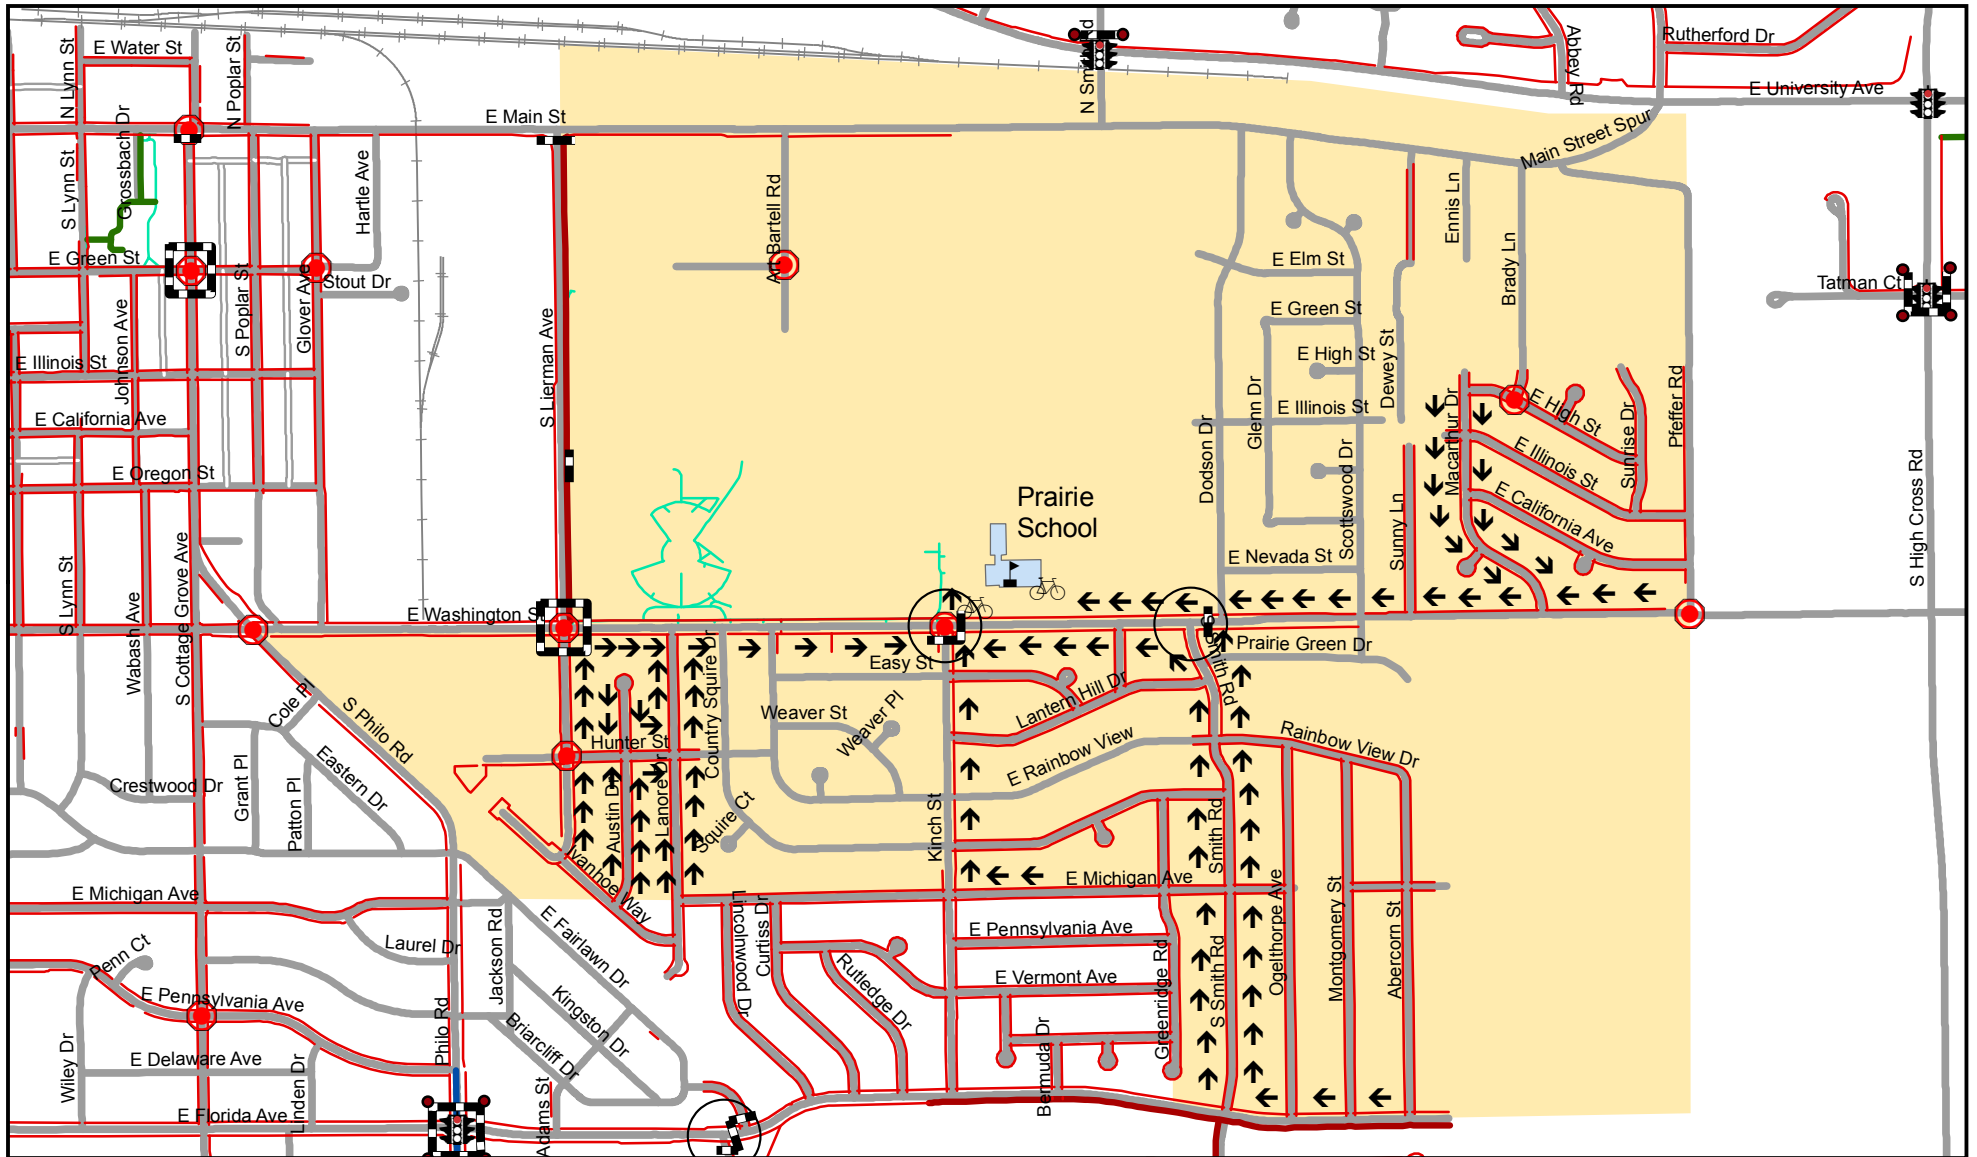 E Water St
N Lynn St
N Poplar St
Grossbach Dr
S Lynn St
Hartle Ave
E Main St
N Smith Rd
Abbey Rd
Rutherford Dr
E University Ave
Main Street Spur
E Green St
Stout Dr
Johnson Ave
S Poplar St
Glover Ave
E Illinois St
E California Ave
E Oregon St
S Lierman Ave
Art Bartell Rd
Ennis Ln
Brady Ln
E Elm St
E Green St
E High St
Dewey St
Glenn Dr
E Illinois St
Dodson Dr
Scottswood Dr
Sunny Ln
E Nevada St
Macarthur Dr
E High St
E Illinois St
E California Ave
Sunrise Dr
Pfeffer Rd
Tatman Ct
S High Cross Rd
Prairie
School
S Lynn St
Wabash Ave
S Cottage Grove Ave
E Washington St
S Philo Rd
Cole Pl
Crestwood Dr
Grant Pl
Patton Pl
Eastern Dr
Hunter St
Austin Dr
Lanore Dr
Country Squire Dr
Squire Ct
Ivanhoe Way
Easy St
Weaver St
Weaver Pl
Kinch St
Lantern Hill Dr
E Rainbow View
S Smith Rd
Prairie Green Dr
Rainbow View Dr
Smith Rd
E Michigan Ave
E Michigan Ave
Laurel Dr
Penn Ct
E Pennsylvania Ave
Wiley Dr
E Delaware Ave
Linden Dr
E Florida Ave
Philo Rd
Jackson Rd
E Fairlawn Dr
Kingston Dr
Briarcliff Dr
Adams St
Lincolnwood Dr
Curtiss Dr
Rutledge Dr
E Pennsylvania Ave
E Vermont Ave
Bermuda Dr
Greenridge Rd
S Smith Rd
Ogelthorpe Ave
Montgomery St
Abercorn St